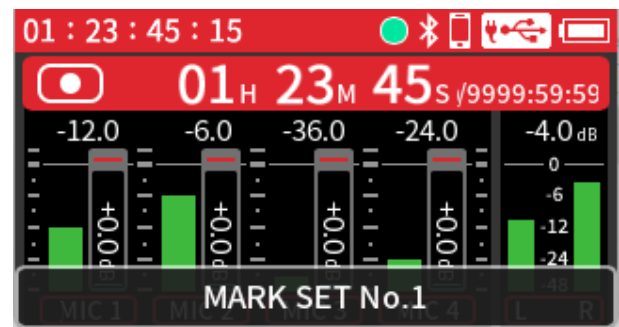 01 : 23 : 45 : 15
01H 23M 45S /9999:59:59
-12.0 -6.0 -36.0 -24.0 -4.0 dB
0
-6
+0.0dB +0.0dB +0.0dB +0.0dB -12
-24
-48
MARK SET No.1
MIC 1 MIC 2 MIC 3 MIC 4 L R